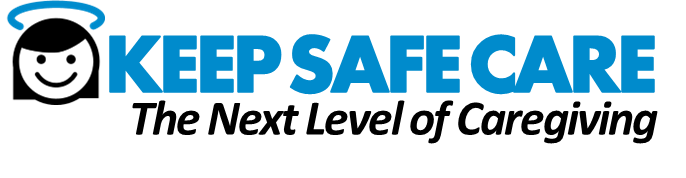 KEEP SAFE CARE
The Next Level of Caregiving